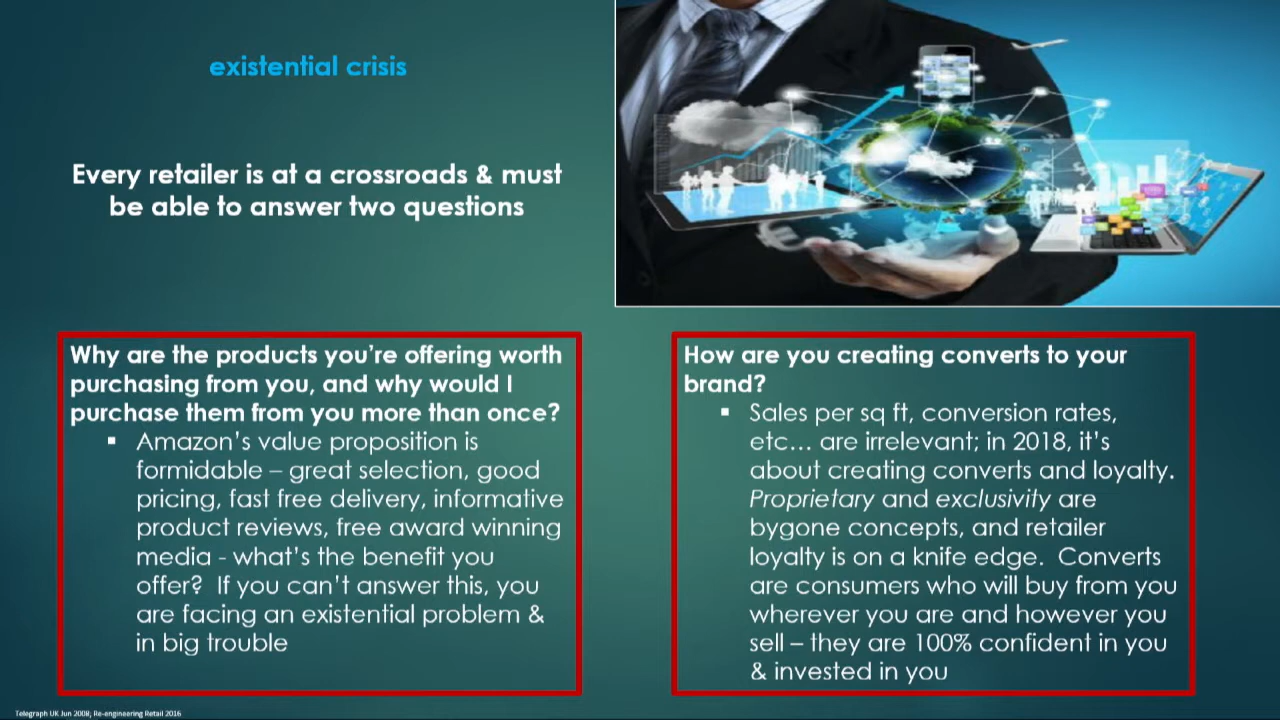 existential crisis
Every retailer is at a crossroads & must
be able to answer two questions
Why are the products you're offering worth
purchasing from you, and why would I
purchase them from you more than once?
▪ Amazon's value proposition is
formidable – great selection, good
pricing, fast free delivery, informative
product reviews, free award winning
media - what's the benefit you
offer?  If you can't answer this, you
are facing an existential problem &
in big trouble
How are you creating converts to your
brand?
▪ Sales per sq ft, conversion rates,
etc... are irrelevant; in 2018, it's
about creating converts and loyalty.
Proprietary and exclusivity are
bygone concepts, and retailer
loyalty is on a knife edge.  Converts
are consumers who will buy from you
wherever you are and however you
sell – they are 100% confident in you
& invested in you
Telegraph UK Jun 2008; Re-engineering Retail 2016